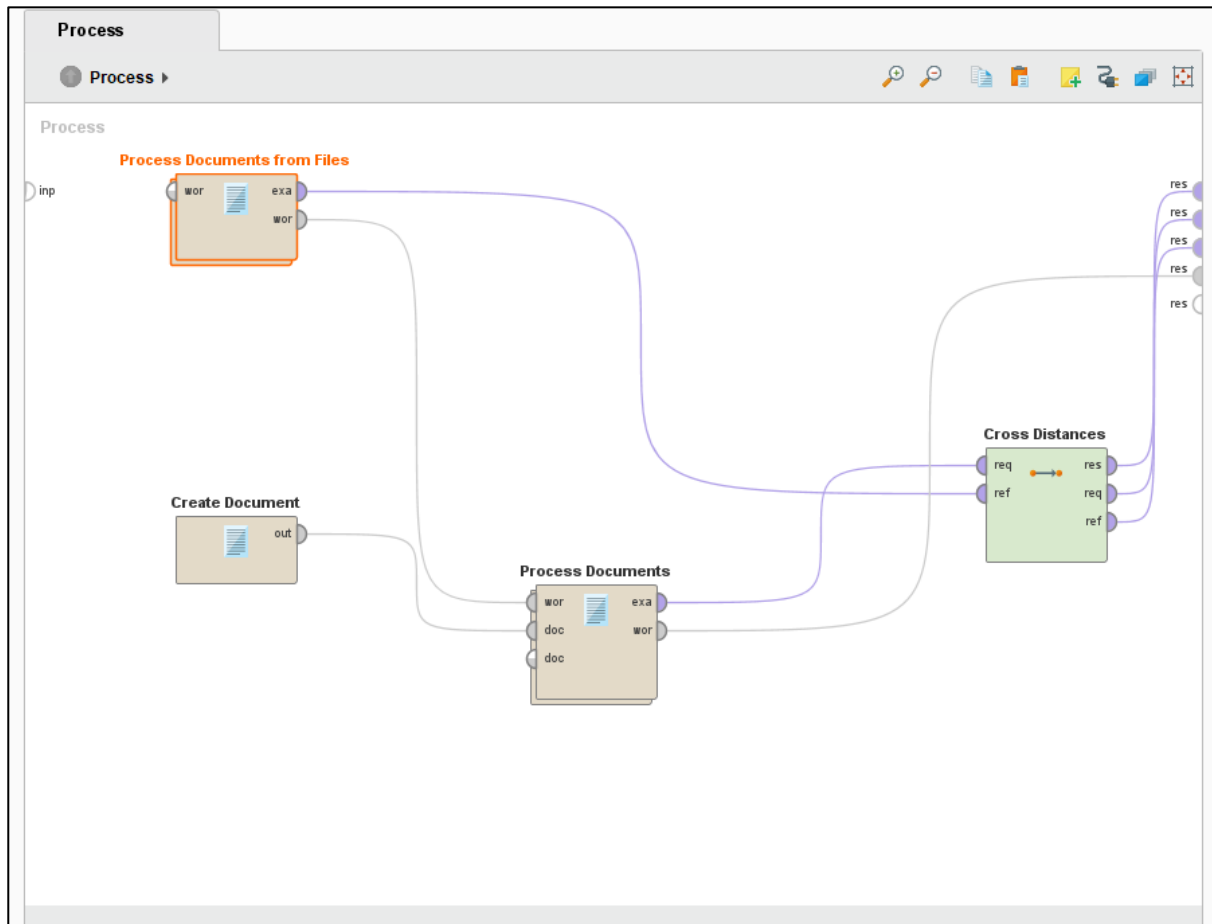 Process
Process
Process
Process Documents from Files
inp
wor exa
wor
res
res
res
res
res
Cross Distances
req res
ref req
ref
Create Document
out
Process Documents
wor exa
doc wor
doc